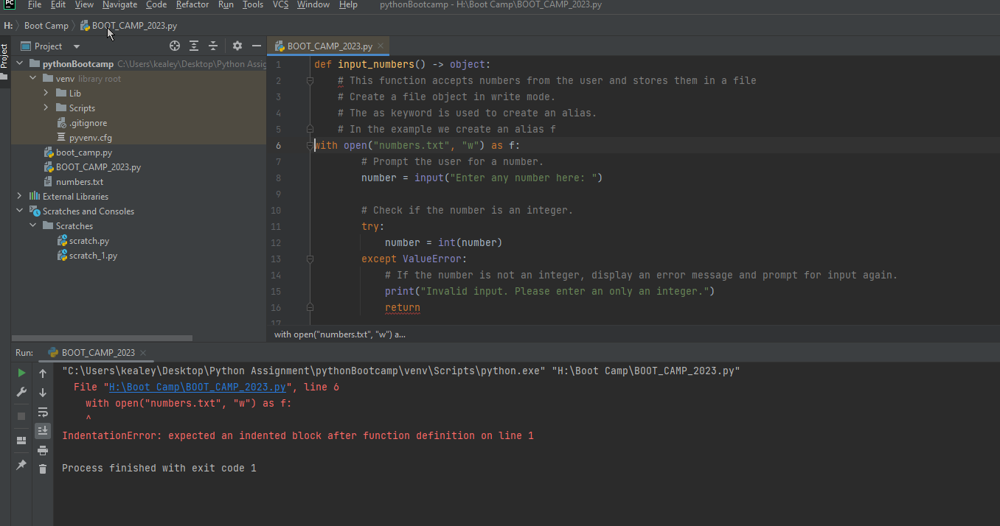 PC File Edit View Navigate Code Refactor Run Tools VCS Window Help pythonBootcamp - H:\Boot Camp\BOOT_CAMP_2023.py
H: Boot Camp BOOT_CAMP_2023.py
Project
Project
pythonBootcamp C:\Users\kealey\Desktop\Python Assig
venv library root
Lib
Scripts
.gitignore
pyvenv.cfg
boot_camp.py
BOOT_CAMP_2023.py
numbers.txt
External Libraries
Scratches and Consoles
Scratches
scratch.py
scratch_1.py
BOOT_CAMP_2023.py
1 def input_numbers() -> object:
2 # This function accepts numbers from the user and stores them in a file
3 # Create a file object in write mode.
4 # The as keyword is used to create an alias.
5 # In the example we create an alias f
6 with open("numbers.txt", "w") as f:
7 # Prompt the user for a number.
8 number = input("Enter any number here: ")
9
10 # Check if the number is an integer.
11 try:
12 number = int(number)
13 except ValueError:
14 # If the number is not an integer, display an error message and prompt for input again.
15 print("Invalid input. Please enter an only an integer.")
16 return
17
with open("numbers.txt", "w") a...
Run: BOOT_CAMP_2023
"C:\Users\kealey\Desktop\Python Assignment\pythonBootcamp\venv\Scripts\python.exe" "H:\Boot Camp\BOOT_CAMP_2023.py"
File "H:\Boot Camp\BOOT_CAMP_2023.py", line 6
with open("numbers.txt", "w") as f:
^
IndentationError: expected an indented block after function definition on line 1
Process finished with exit code 1